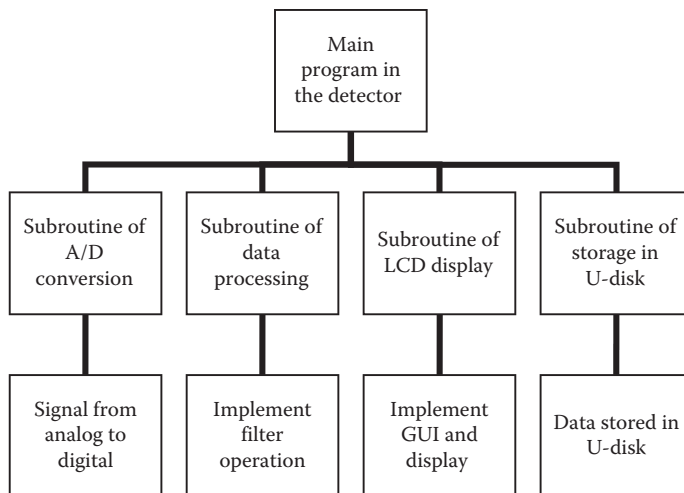 Main
program in
the detector
Subroutine of
A/D
conversion
Subroutine of
data
processing
Subroutine of
LCD display
Subroutine of
storage in
U-disk
Signal from
analog to
digital
Implement
filter
operation
Implement
GUI and
display
Data stored in
U-disk